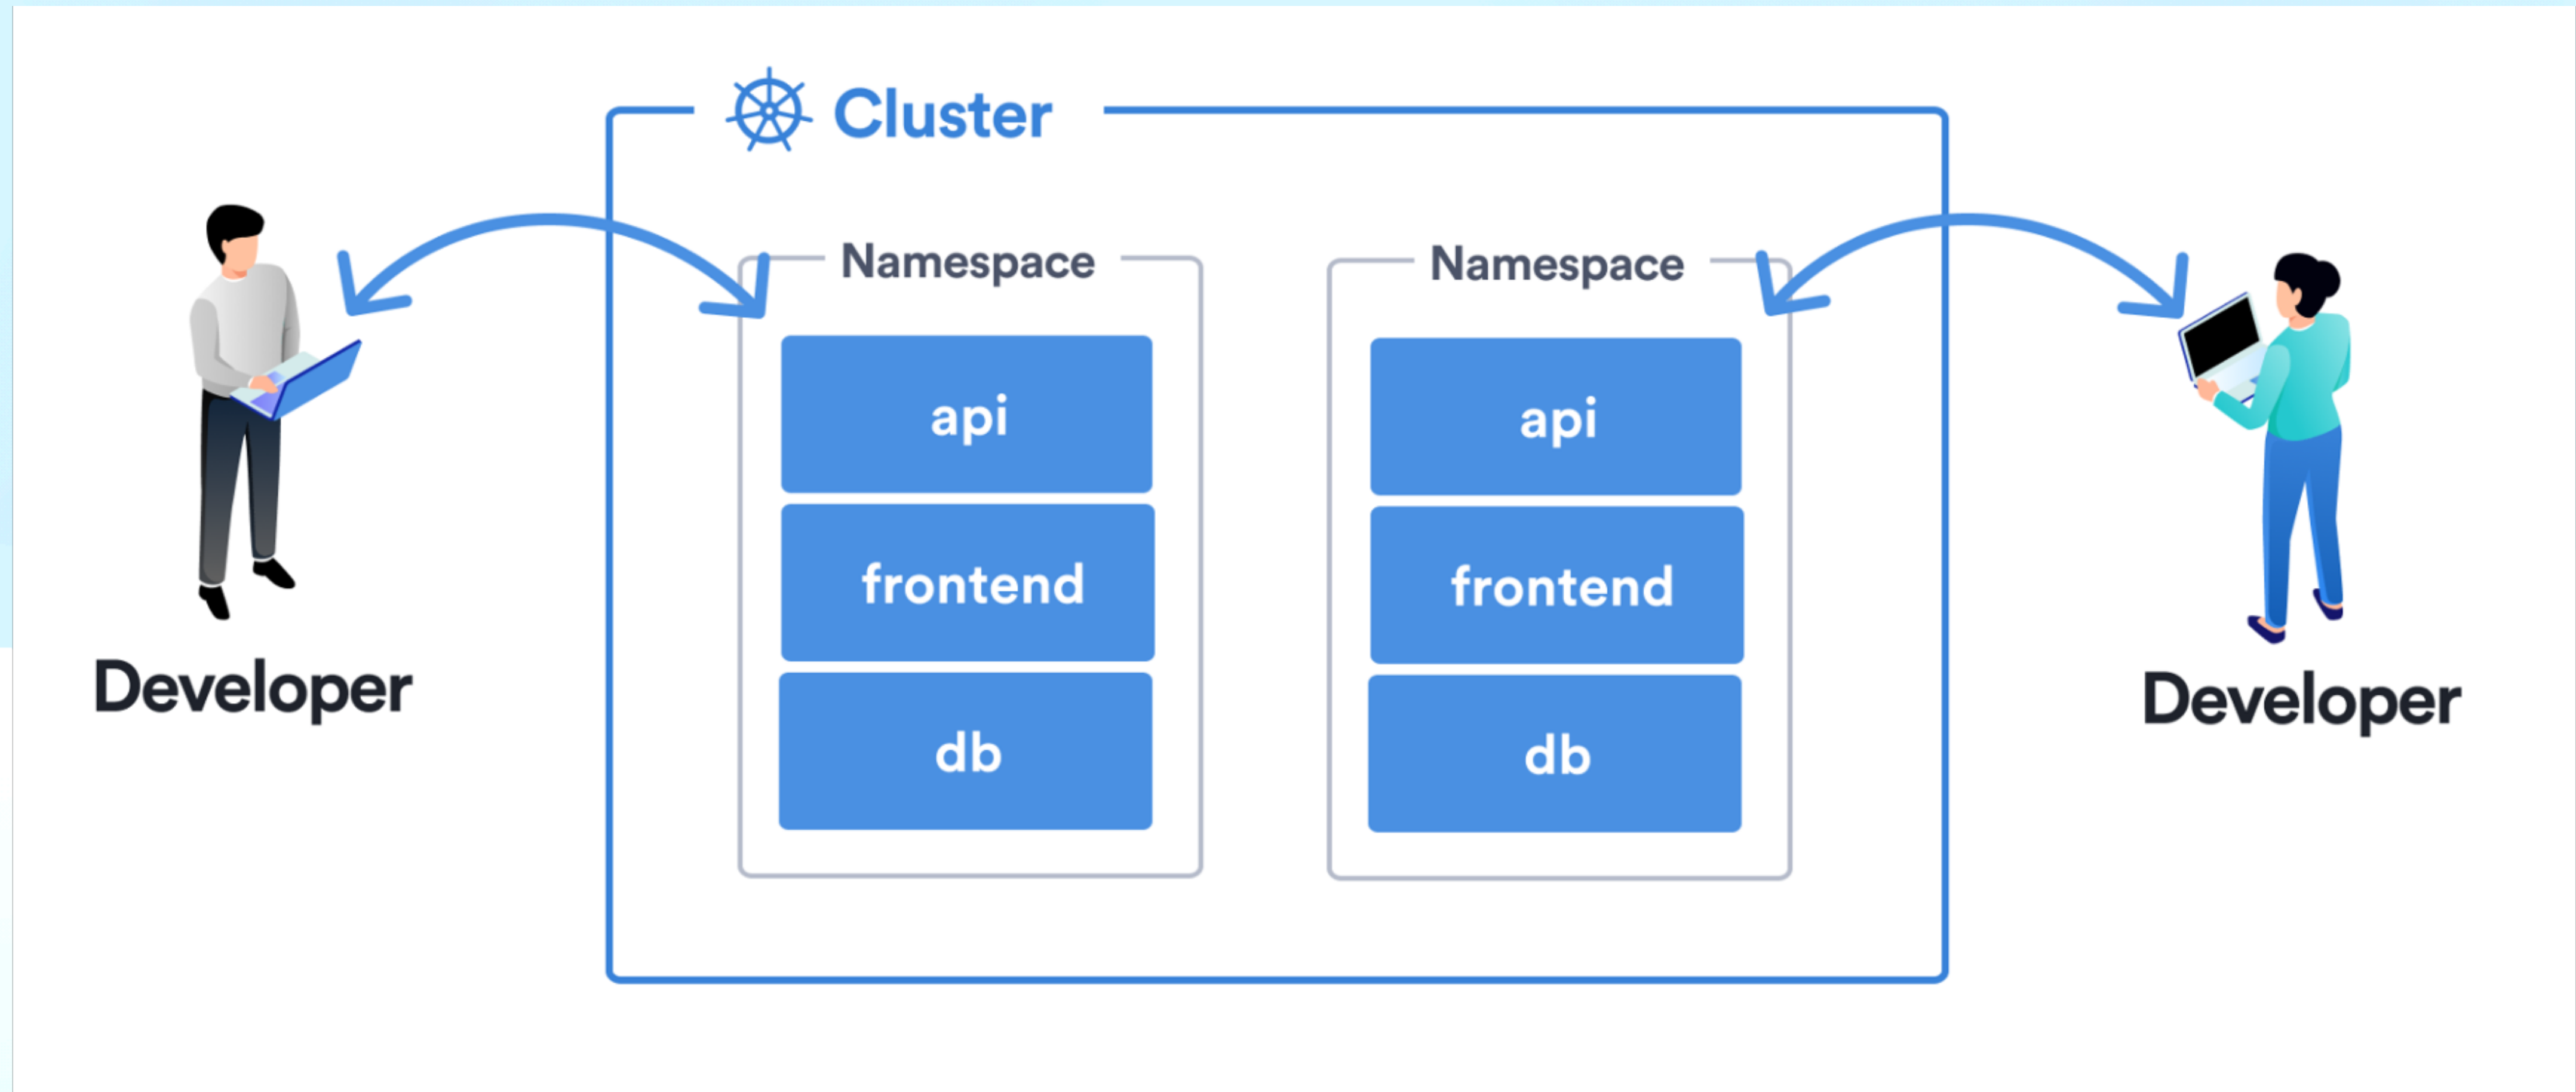 Cluster
Namespace
api
frontend
db
Namespace
api
frontend
db
Developer
Developer